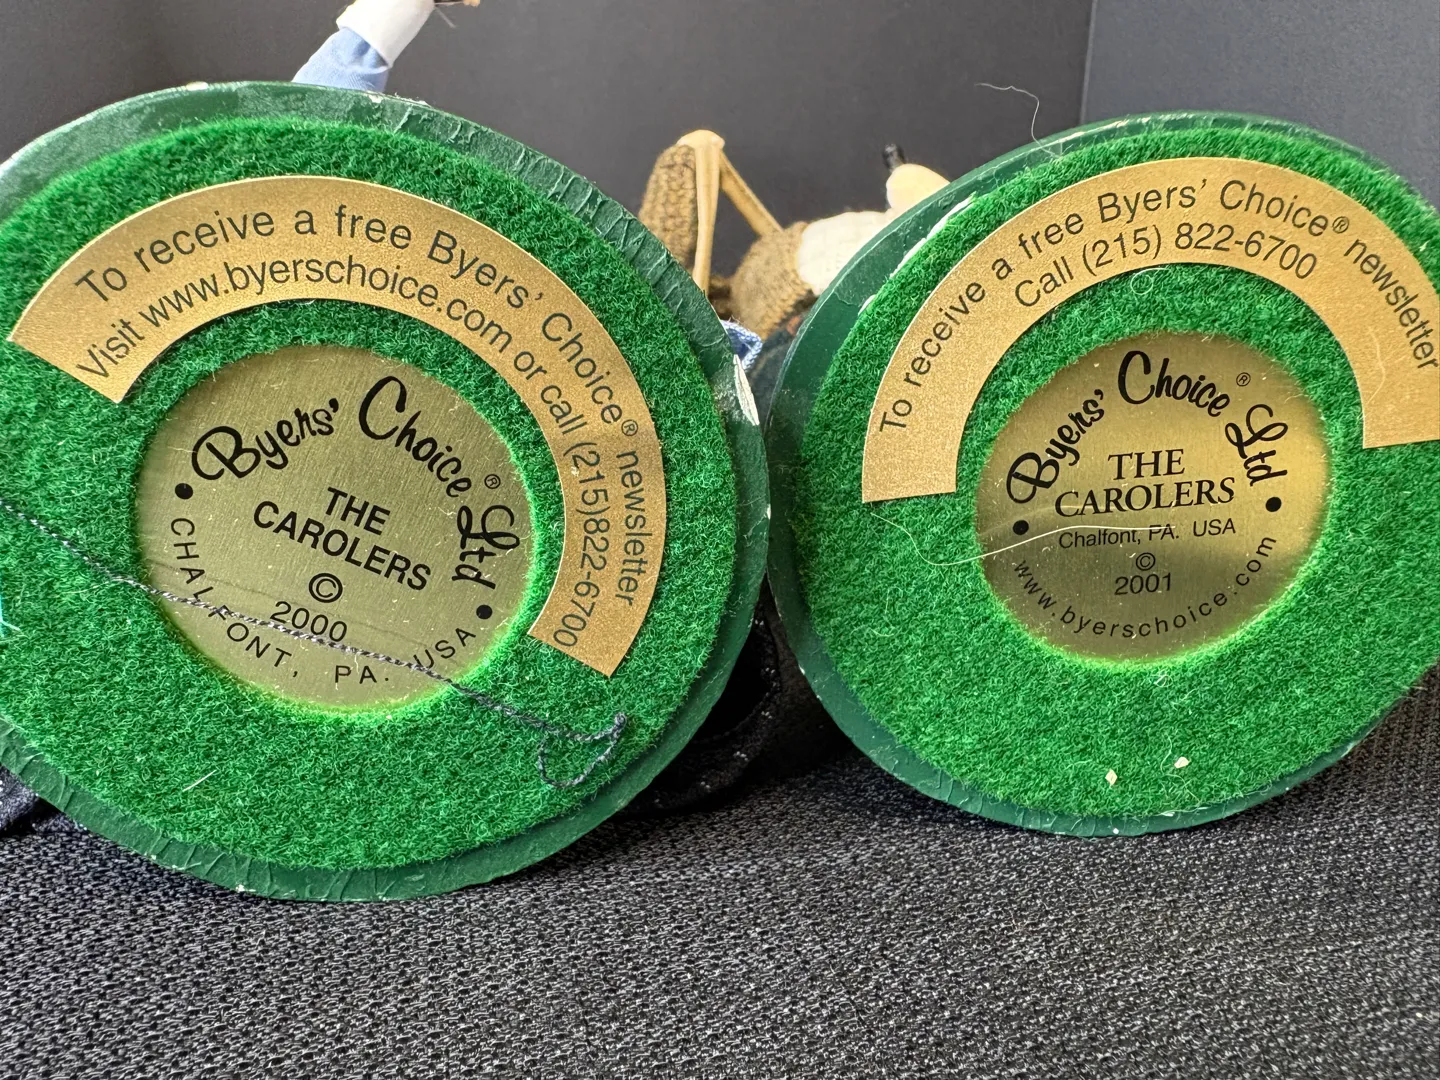 To receive a free Byers' Choice® newsletter
Visit www.byerschoice.com or call (215)822-6700
Byers' Choice® Ltd
THE
CAROLERS
©
2000
CHALFONT, PA. USA
To receive a free Byers' Choice® newsletter
Call (215) 822-6700
Byers' Choice® Ltd
THE
CAROLERS
Chalfont, PA. USA
©
2001
www.byerschoice.com